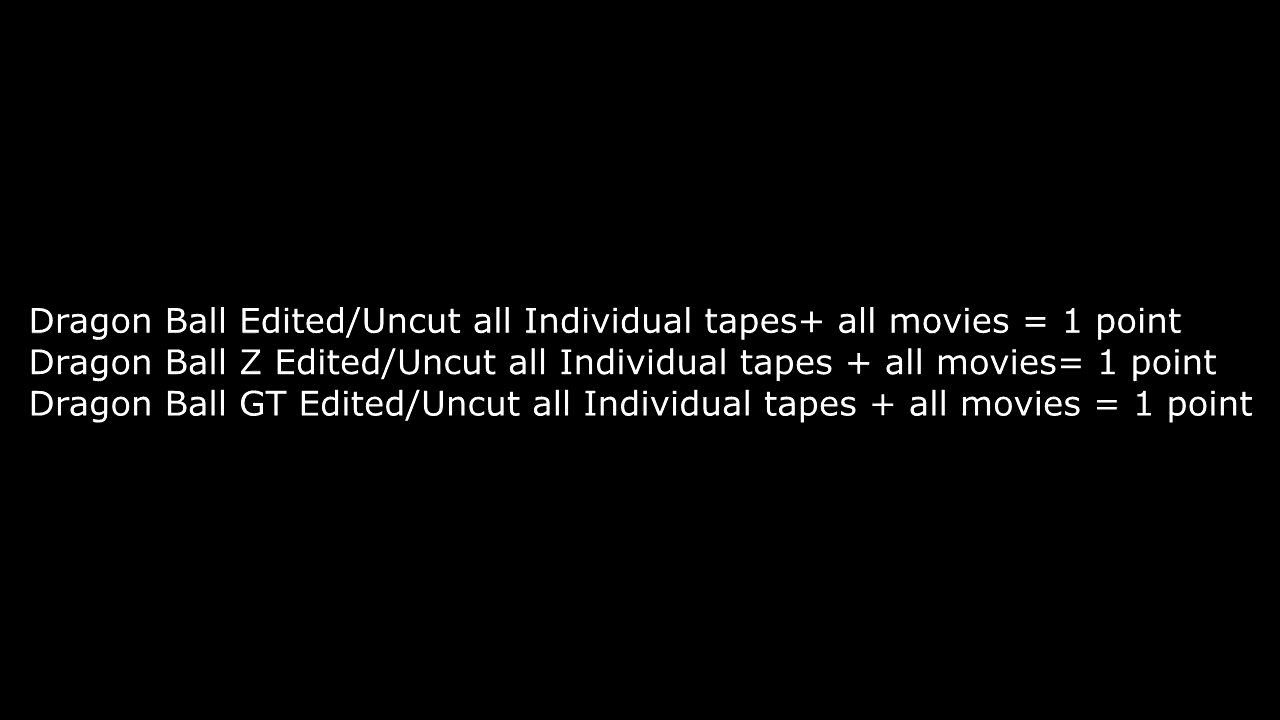 Dragon Ball Edited/Uncut all Individual tapes+ all movies = 1 point
Dragon Ball Z Edited/Uncut all Individual tapes + all movies= 1 point
Dragon Ball GT Edited/Uncut all Individual tapes + all movies = 1 point